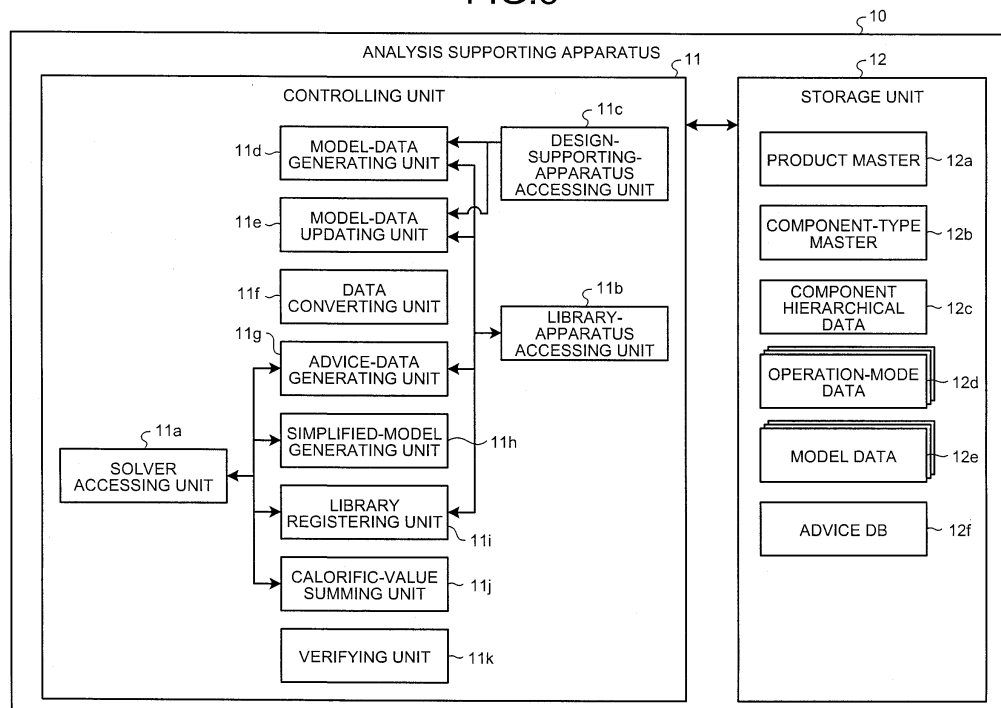 10
ANALYSIS SUPPORTING APPARATUS
11
CONTROLLING UNIT
11d
MODEL-DATA
GENERATING UNIT
11c
DESIGN-
SUPPORTING-
APPARATUS
ACCESSING UNIT
11e
MODEL-DATA
UPDATING UNIT
11f
DATA
CONVERTING UNIT
11b
LIBRARY-
APPARATUS
ACCESSING UNIT
11g
ADVICE-DATA
GENERATING UNIT
SIMPLIFIED-MODEL
GENERATING UNIT
11h
11a
SOLVER
ACCESSING UNIT
LIBRARY
REGISTERING UNIT
11i
CALORIFIC-VALUE
SUMMING UNIT
11j
VERIFYING UNIT
11k
12
STORAGE UNIT
PRODUCT MASTER
12a
COMPONENT-TYPE
MASTER
12b
COMPONENT
HIERARCHICAL
DATA
12c
OPERATION-MODE
DATA
12d
MODEL DATA
12e
ADVICE DB
12f